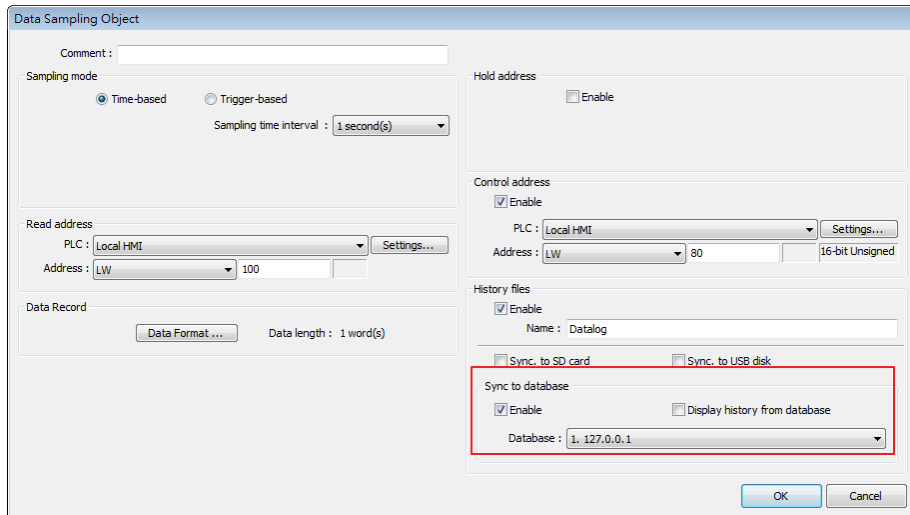 Data Sampling Object
Comment :
Sampling mode
Time-based Trigger-based
Sampling time interval : 1 second(s)
Read address
PLC : Local HMI Settings...
Address : LW 100
Data Record
Data Format ... Data length : 1 word(s)
Hold address
Enable
Control address
Enable
PLC : Local HMI Settings...
Address : LW 80 16-bit Unsigned
History files
Enable
Name : Datalog
Sync. to SD card Sync. to USB disk
Sync to database
Enable Display history from database
Database : 1. 127.0.0.1
OK Cancel